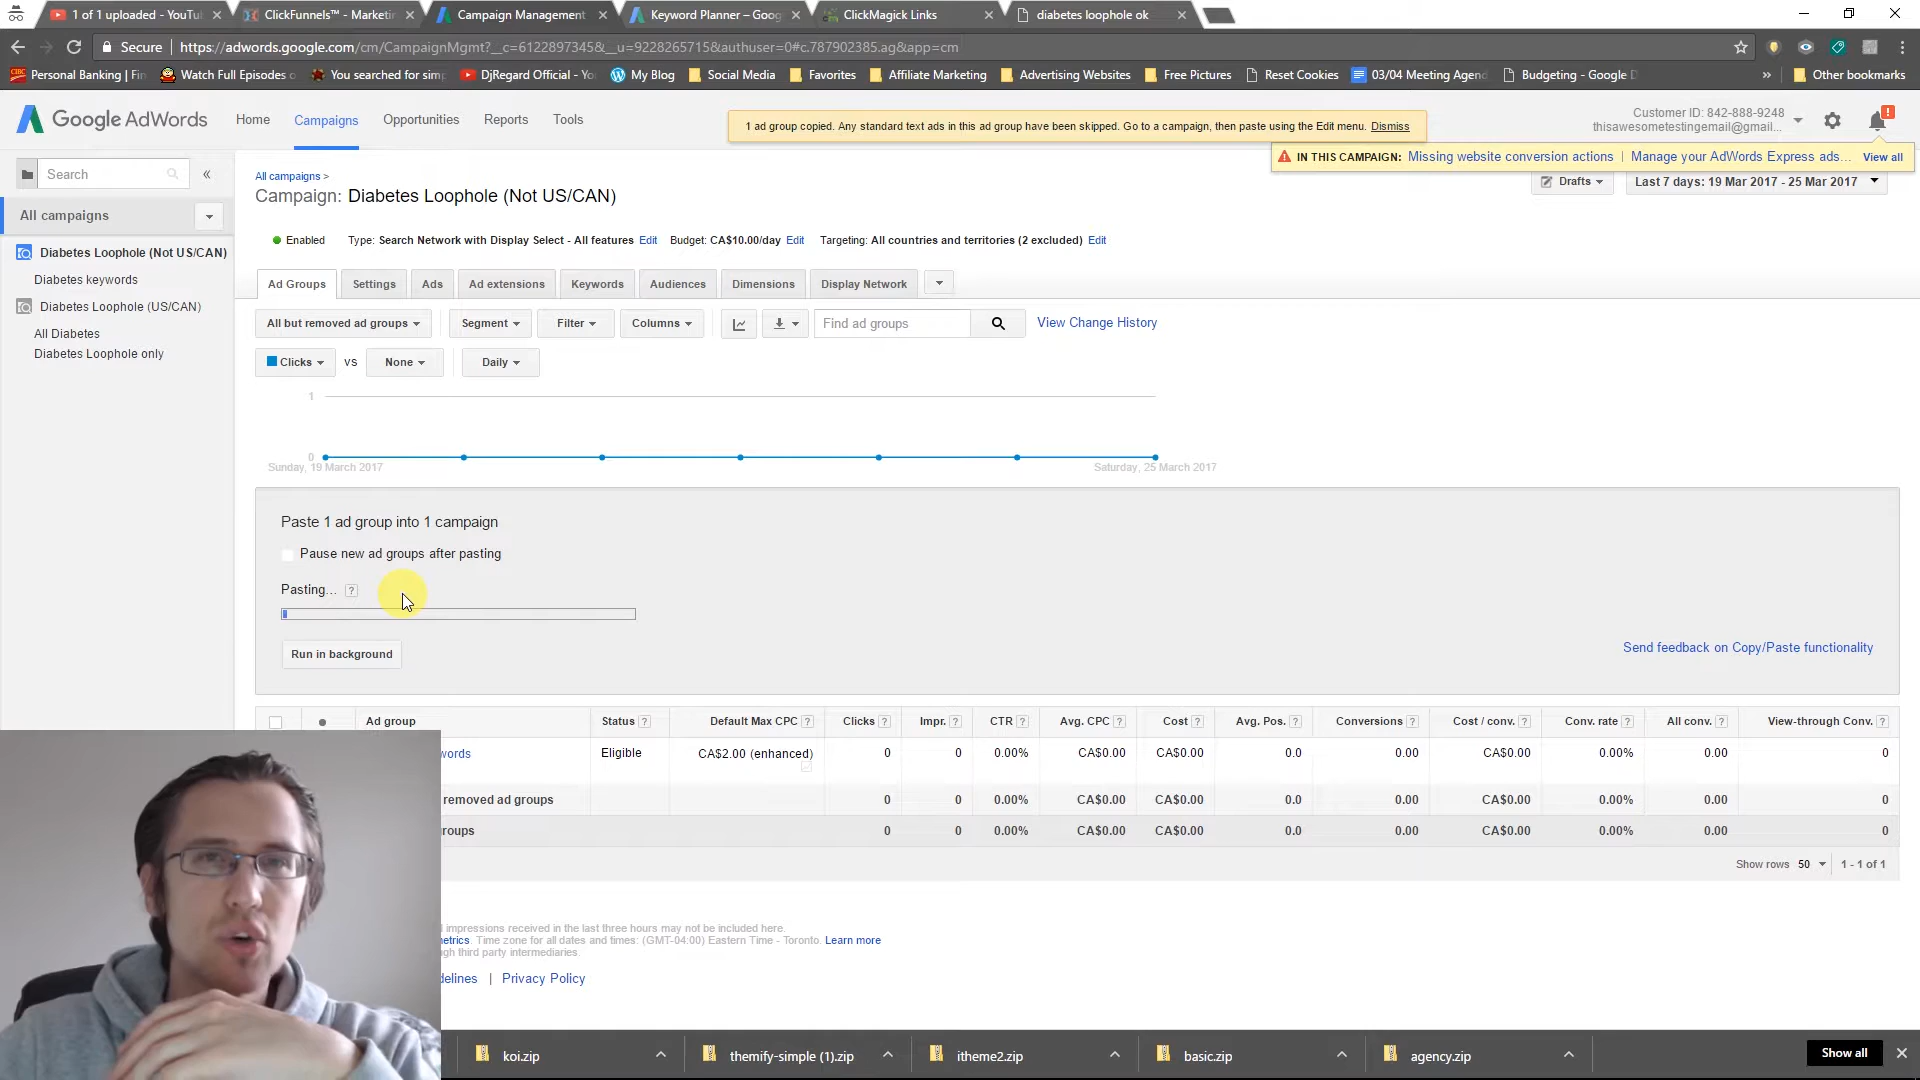 1 of 1 uploaded - YouTu
ClickFunnels™ - Marketin
Campaign Management
Keyword Planner – Goog
ClickMagick Links
diabetes loophole ok
Secure
https://adwords.google.com/cm/CampaignMgmt?__c=6122897345&__u=9228265715&authuser=0#c.787902385.ag&app=cm
CIBC Personal Banking | Fin
Watch Full Episodes o
You searched for simp
DjRegard Official - Yo
My Blog
Social Media
Favorites
Affiliate Marketing
Advertising Websites
Free Pictures
Reset Cookies
03/04 Meeting Agend
Budgeting - Google D
»
Other bookmarks
Google AdWords
Home
Campaigns
Opportunities
Reports
Tools
1 ad group copied. Any standard text ads in this ad group have been skipped. Go to a campaign, then paste using the Edit menu. Dismiss
Customer ID: 842-888-9248
thisawesometestingemail@gmail...
IN THIS CAMPAIGN: Missing website conversion actions | Manage your AdWords Express ads... View all
Search
«
All campaigns >
Campaign: Diabetes Loophole (Not US/CAN)
Drafts
Last 7 days: 19 Mar 2017 - 25 Mar 2017
All campaigns
Diabetes Loophole (Not US/CAN)
Diabetes keywords
Diabetes Loophole (US/CAN)
All Diabetes
Diabetes Loophole only
Enabled Type: Search Network with Display Select - All features Edit Budget: CA$10.00/day Edit Targeting: All countries and territories (2 excluded) Edit
Ad Groups Settings Ads Ad extensions Keywords Audiences Dimensions Display Network
All but removed ad groups Segment Filter Columns Find ad groups View Change History
Clicks vs None Daily
1
0
Sunday, 19 March 2017
Saturday, 25 March 2017
Paste 1 ad group into 1 campaign
Pause new ad groups after pasting
Pasting... ?
Run in background
Send feedback on Copy/Paste functionality
Ad group Status ? Default Max CPC ? Clicks ? Impr. ? CTR ? Avg. CPC ? Cost ? Avg. Pos. ? Conversions ? Cost / conv. ? Conv. rate ? All conv. ? View-through Conv. ?
words Eligible CA$2.00 (enhanced) 0 0 0.00% CA$0.00 CA$0.00 0.0 0.00 CA$0.00 0.00% 0.00 0
removed ad groups 0 0 0.00% CA$0.00 CA$0.00 0.0 0.00 CA$0.00 0.00% 0.00 0
roups 0 0 0.00% CA$0.00 CA$0.00 0.0 0.00 CA$0.00 0.00% 0.00 0
Show rows 50 1 - 1 of 1
impressions received in the last three hours may not be included here.
metrics. Time zone for all dates and times: (GMT-04:00) Eastern Time - Toronto. Learn more
gh third party intermediaries.
delines | Privacy Policy
koi.zip
themify-simple (1).zip
itheme2.zip
basic.zip
agency.zip
Show all